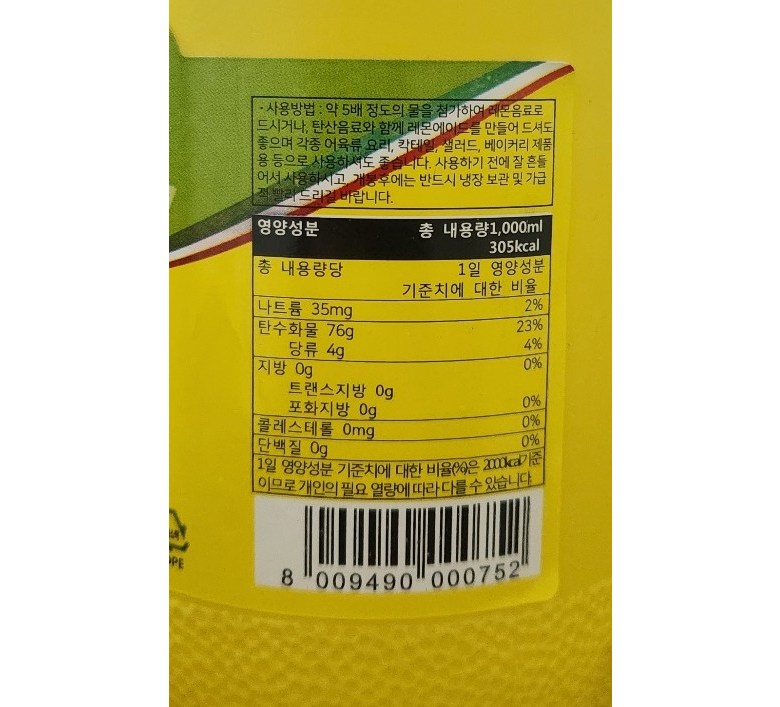 · 사용방법 : 약 5배 정도의 물을 첨가하여 레몬음료로
드시거나, 탄산음료와 함께 레몬에이드를 만들어 드셔도
좋으며 각종 어육류 요리, 칵테일, 샐러드, 베이커리 제품
용 등으로 사용하셔도 좋습니다. 사용하기 전에 잘 흔들
어서 사용하시고, 개봉후에는 반드시 냉장 보관 및 가급
적 빨리 드리길 바랍니다.
영양성분 총 내용량1,000ml
305kcal
총 내용량당 1일 영양성분
기준치에 대한 비율
나트륨 35mg 2%
탄수화물 76g 23%
당류 4g 4%
지방 0g 0%
트랜스지방 0g
포화지방 0g 0%
콜레스테롤 0mg 0%
단백질 0g 0%
1일 영양성분 기준치에 대한 비율(%)은 2000kcal기준
이므로 개인의 필요 열량에 따라 다를 수 있습니다.
8 009490 000752